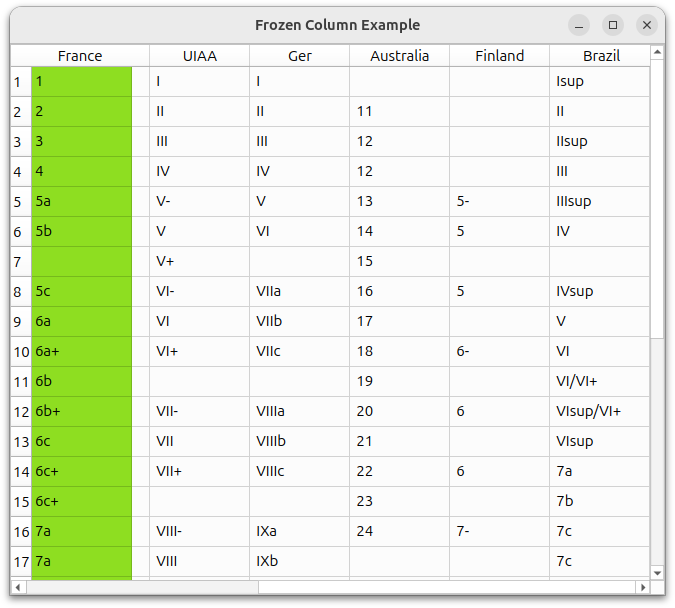 Frozen Column Example
France UIAA Ger Australia Finland Brazil
1 1 I I Isup
2 2 II II 11 II
3 3 III III 12 IIsup
4 4 IV IV 12 III
5 5a V- V 13 5- IIIsup
6 5b V VI 14 5 IV
7 V+ 15
8 5c VI- VIIa 16 5 IVsup
9 6a VI VIIb 17 V
10 6a+ VI+ VIIc 18 6- VI
11 6b 19 VI/VI+
12 6b+ VII- VIIIa 20 6 VIsup/VI+
13 6c VII VIIIb 21 VIsup
14 6c+ VII+ VIIIc 22 6 7a
15 6c+ 23 7b
16 7a VIII- IXa 24 7- 7c
17 7a VIII IXb 7c